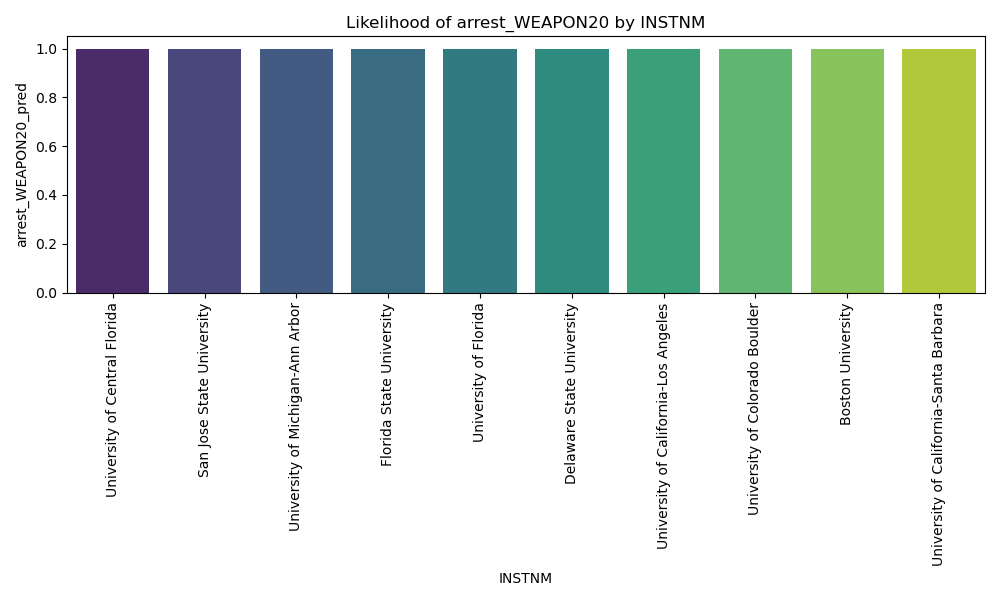 Likelihood of arrest_WEAPON20 by INSTNM
arrest_WEAPON20_pred
1.0
0.8
0.6
0.4
0.2
0.0
University of Central Florida
San Jose State University
University of Michigan-Ann Arbor
Florida State University
University of Florida
Delaware State University
University of California-Los Angeles
University of Colorado Boulder
Boston University
University of California-Santa Barbara
INSTNM